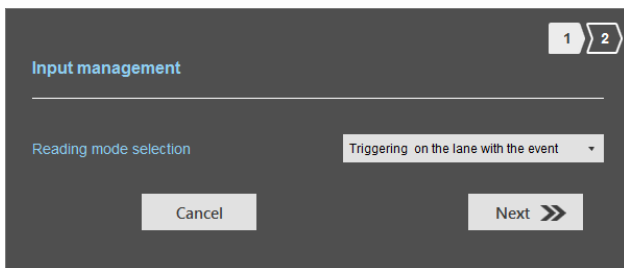 1 2
Input management
Reading mode selection Triggering on the lane with the event
Cancel Next